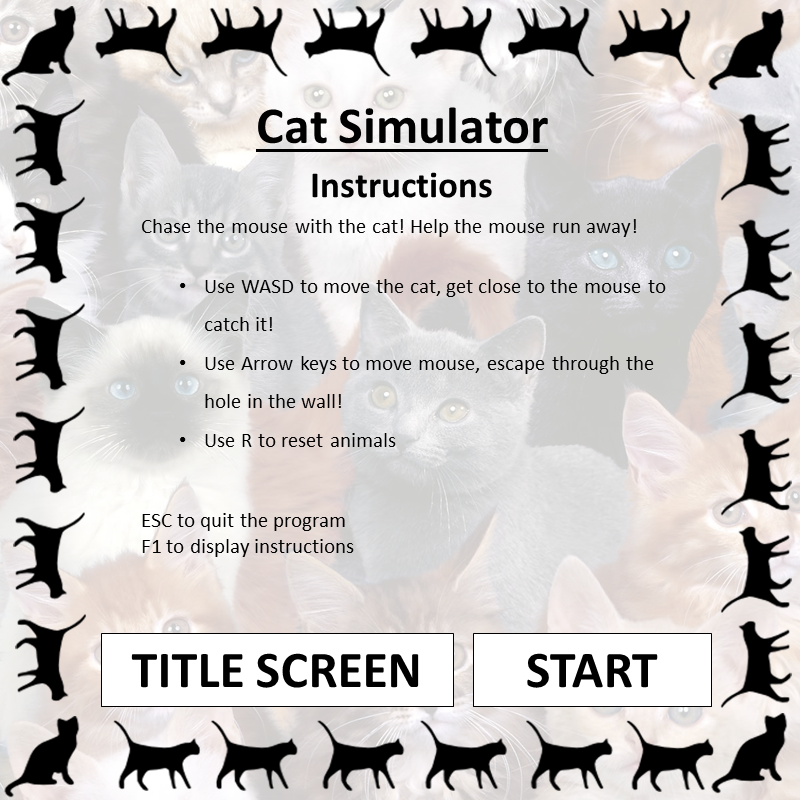 Cat Simulator
Instructions
Chase the mouse with the cat! Help the mouse run away!
• Use WASD to move the cat, get close to the mouse to
catch it!
• Use Arrow keys to move mouse, escape through the
hole in the wall!
• Use R to reset animals
ESC to quit the program
F1 to display instructions
TITLE SCREEN
START